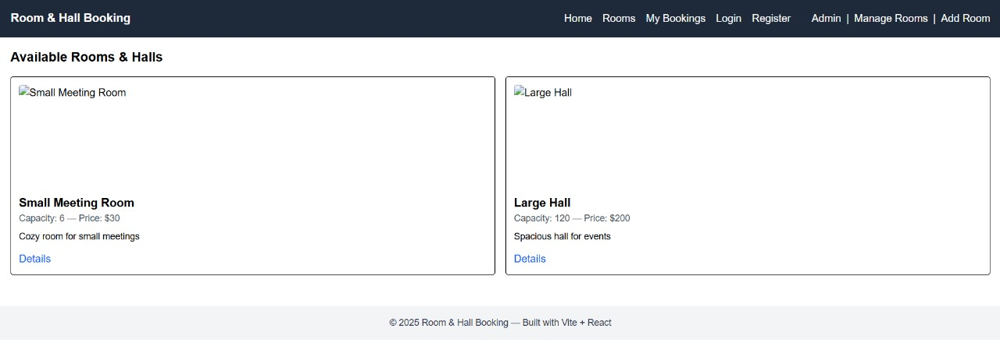 Room & Hall Booking
Home Rooms My Bookings Login Register Admin | Manage Rooms | Add Room
Available Rooms & Halls
Small Meeting Room
Small Meeting Room
Capacity: 6 — Price: $30
Cozy room for small meetings
Details
Large Hall
Large Hall
Capacity: 120 — Price: $200
Spacious hall for events
Details
© 2025 Room & Hall Booking — Built with Vite + React